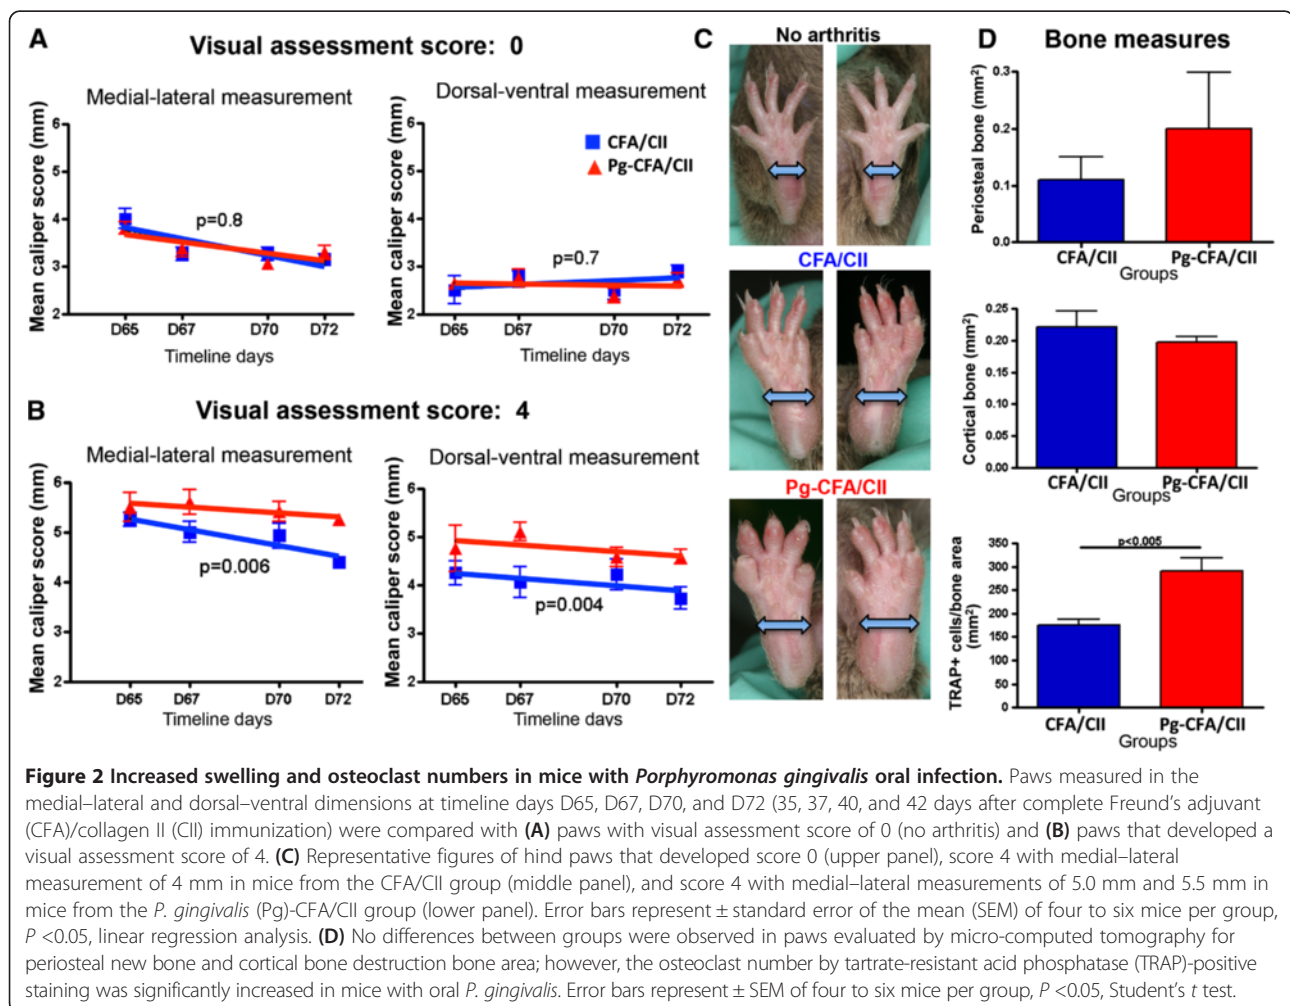 A
Visual assessment score: 0
Medial-lateral measurement
Mean caliper score (mm)
6
5
4
3
2
p=0.8
D65 D67 D70 D72
Timeline days
Dorsal-ventral measurement
Mean caliper score (mm)
6
5
4
3
2
CFA/CII
Pg-CFA/CII
p=0.7
D65 D67 D70 D72
Timeline days
B
Visual assessment score: 4
Medial-lateral measurement
Mean caliper score (mm)
6
5
4
3
2
p=0.006
D65 D67 D70 D72
Timeline days
Dorsal-ventral measurement
Mean caliper score (mm)
6
5
4
3
2
p=0.004
D65 D67 D70 D72
Timeline days
C
No arthritis
CFA/CII
Pg-CFA/CII
D
Bone measures
Periosteal bone (mm²)
0.3
0.2
0.1
0.0
CFA/CII Pg-CFA/CII
Groups
Cortical bone (mm²)
0.25
0.20
0.15
0.10
0.05
0.00
CFA/CII Pg-CFA/CII
Groups
TRAP+ cells/bone area
(mm²)
350
300
250
200
150
100
50
0
p<0.005
CFA/CII Pg-CFA/CII
Groups
Figure 2 Increased swelling and osteoclast numbers in mice with Porphyromonas gingivalis oral infection. Paws measured in the
medial–lateral and dorsal–ventral dimensions at timeline days D65, D67, D70, and D72 (35, 37, 40, and 42 days after complete Freund's adjuvant
(CFA)/collagen II (CII) immunization) were compared with (A) paws with visual assessment score of 0 (no arthritis) and (B) paws that developed a
visual assessment score of 4. (C) Representative figures of hind paws that developed score 0 (upper panel), score 4 with medial–lateral
measurement of 4 mm in mice from the CFA/CII group (middle panel), and score 4 with medial–lateral measurements of 5.0 mm and 5.5 mm in
mice from the P. gingivalis (Pg)-CFA/CII group (lower panel). Error bars represent ± standard error of the mean (SEM) of four to six mice per group,
P <0.05, linear regression analysis. (D) No differences between groups were observed in paws evaluated by micro-computed tomography for
periosteal new bone and cortical bone destruction bone area; however, the osteoclast number by tartrate-resistant acid phosphatase (TRAP)-positive
staining was significantly increased in mice with oral P. gingivalis. Error bars represent ± SEM of four to six mice per group, P <0.05, Student's t test.